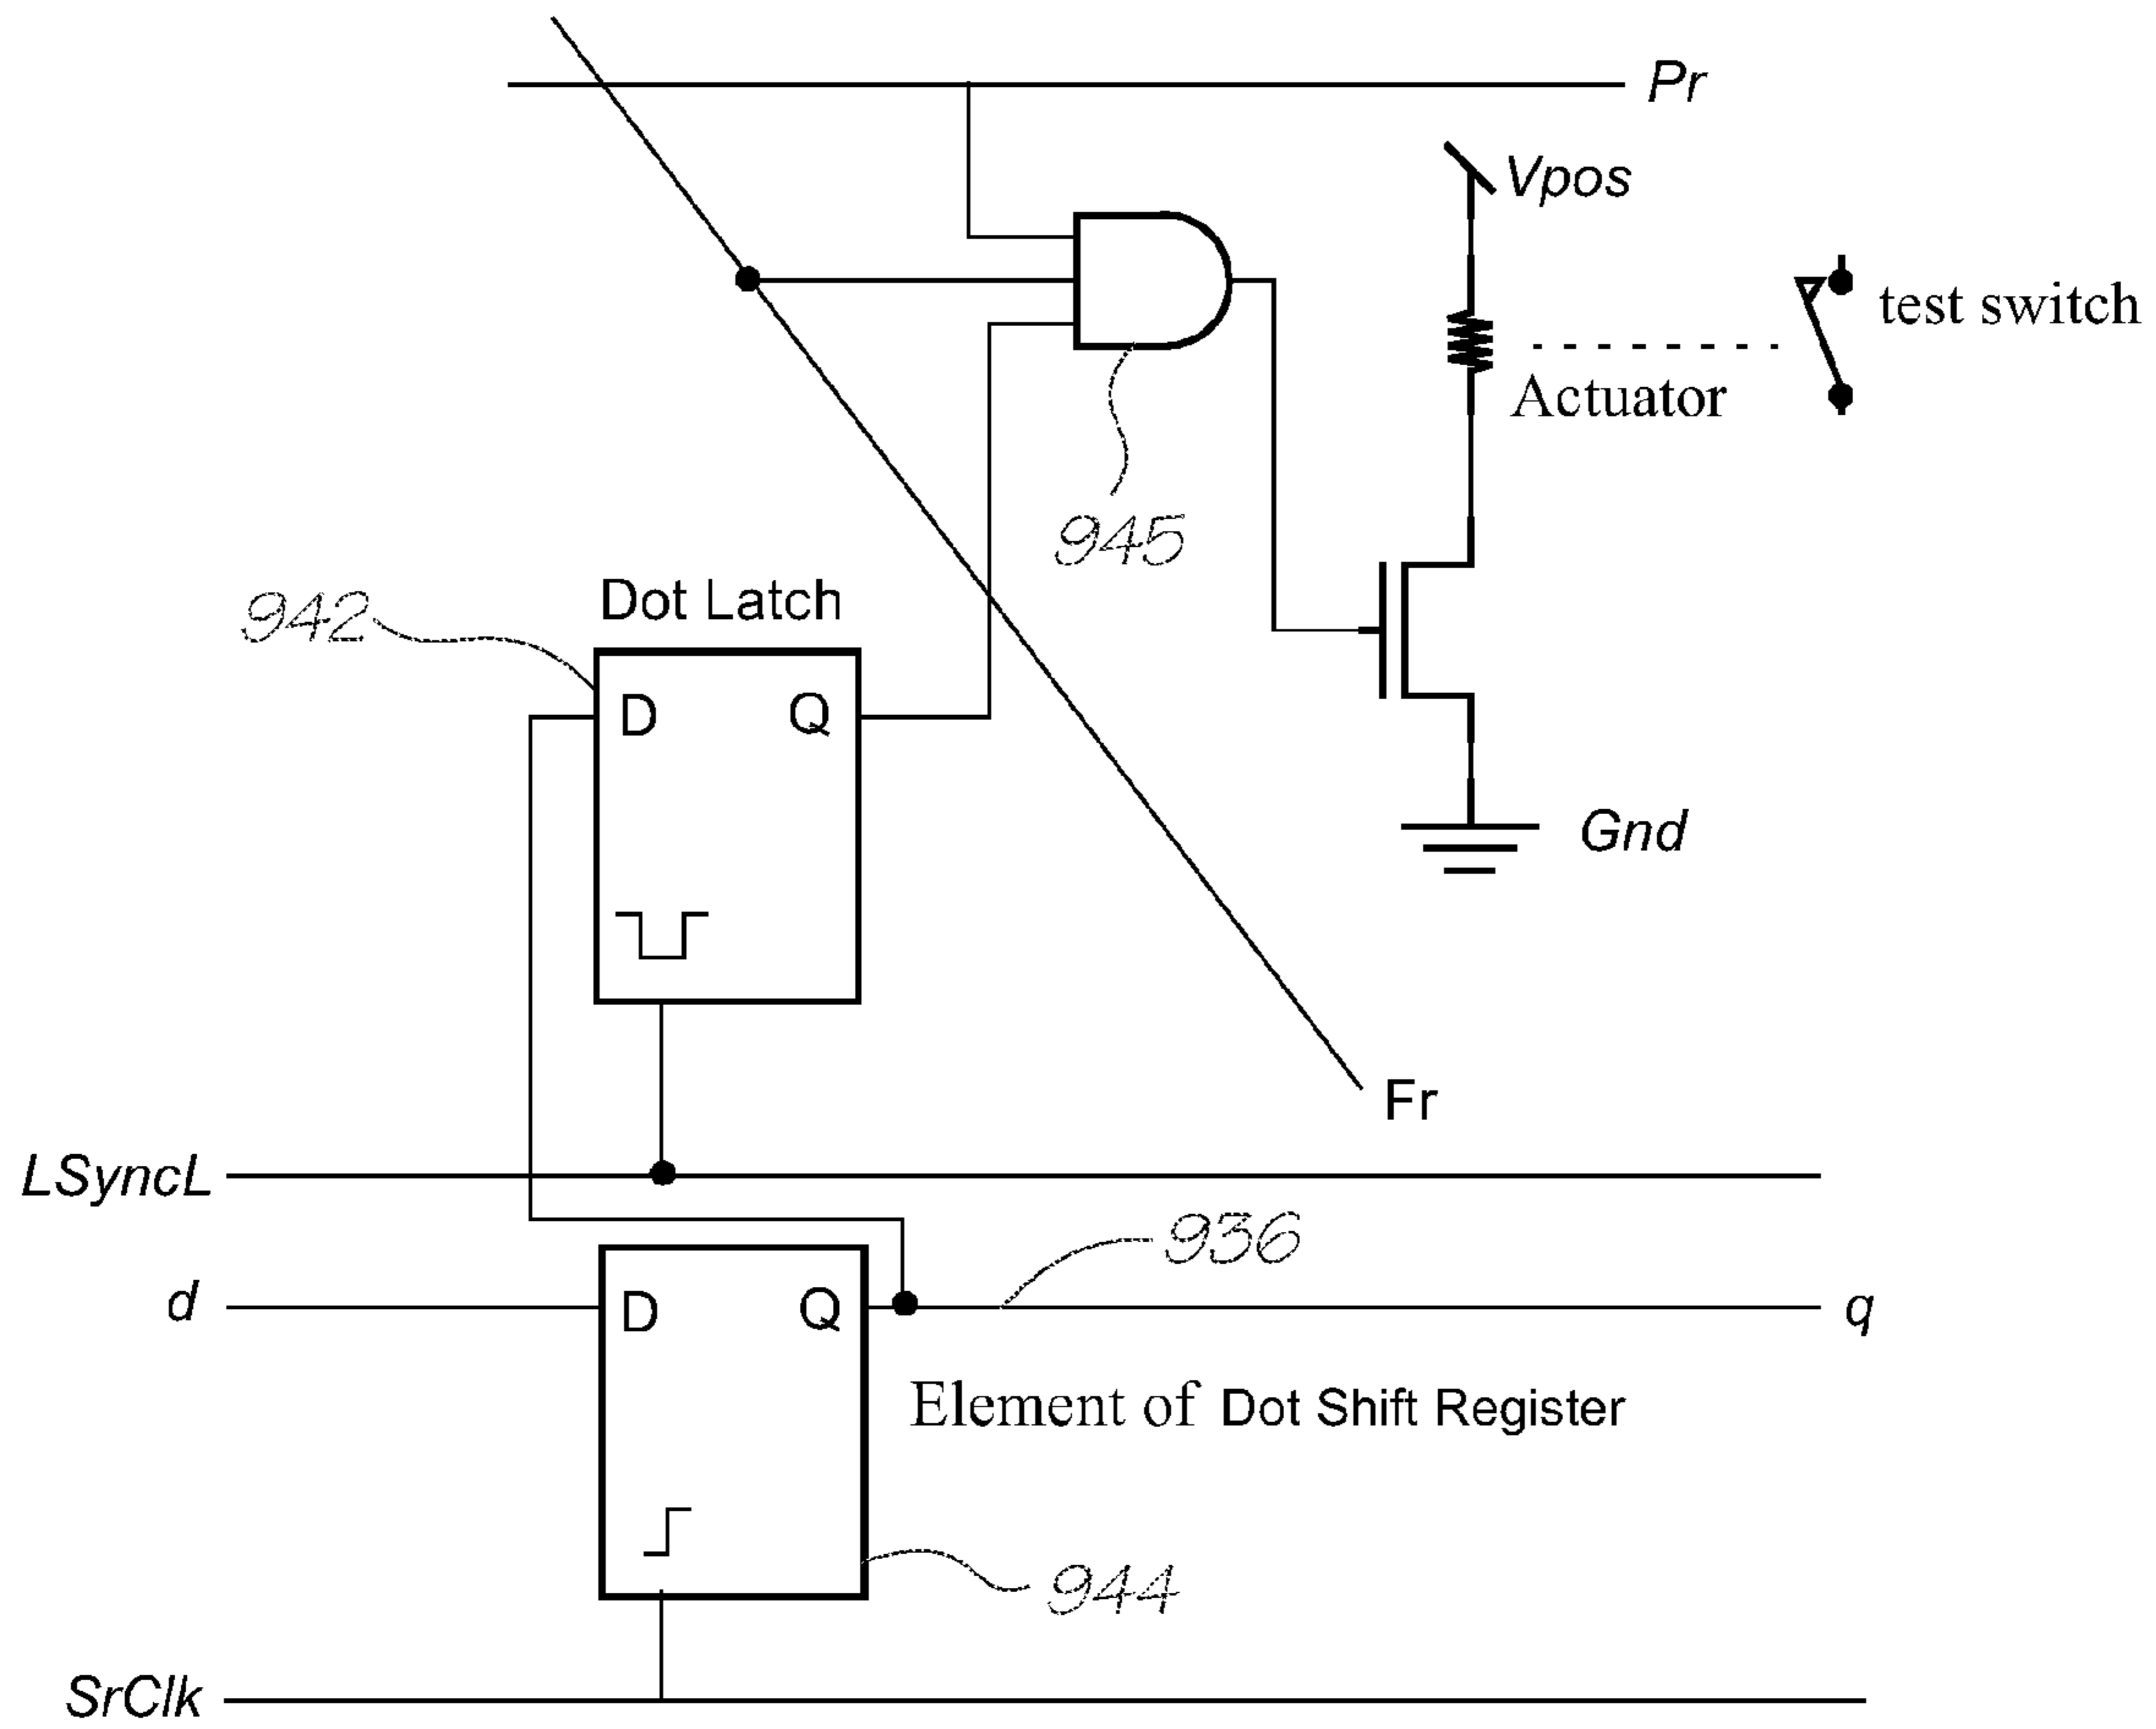 Pr
Vpos
test switch
Actuator
945
942
Dot Latch
D Q
Gnd
Fr
LSyncL
936
d D Q q
Element of Dot Shift Register
944
SrClk